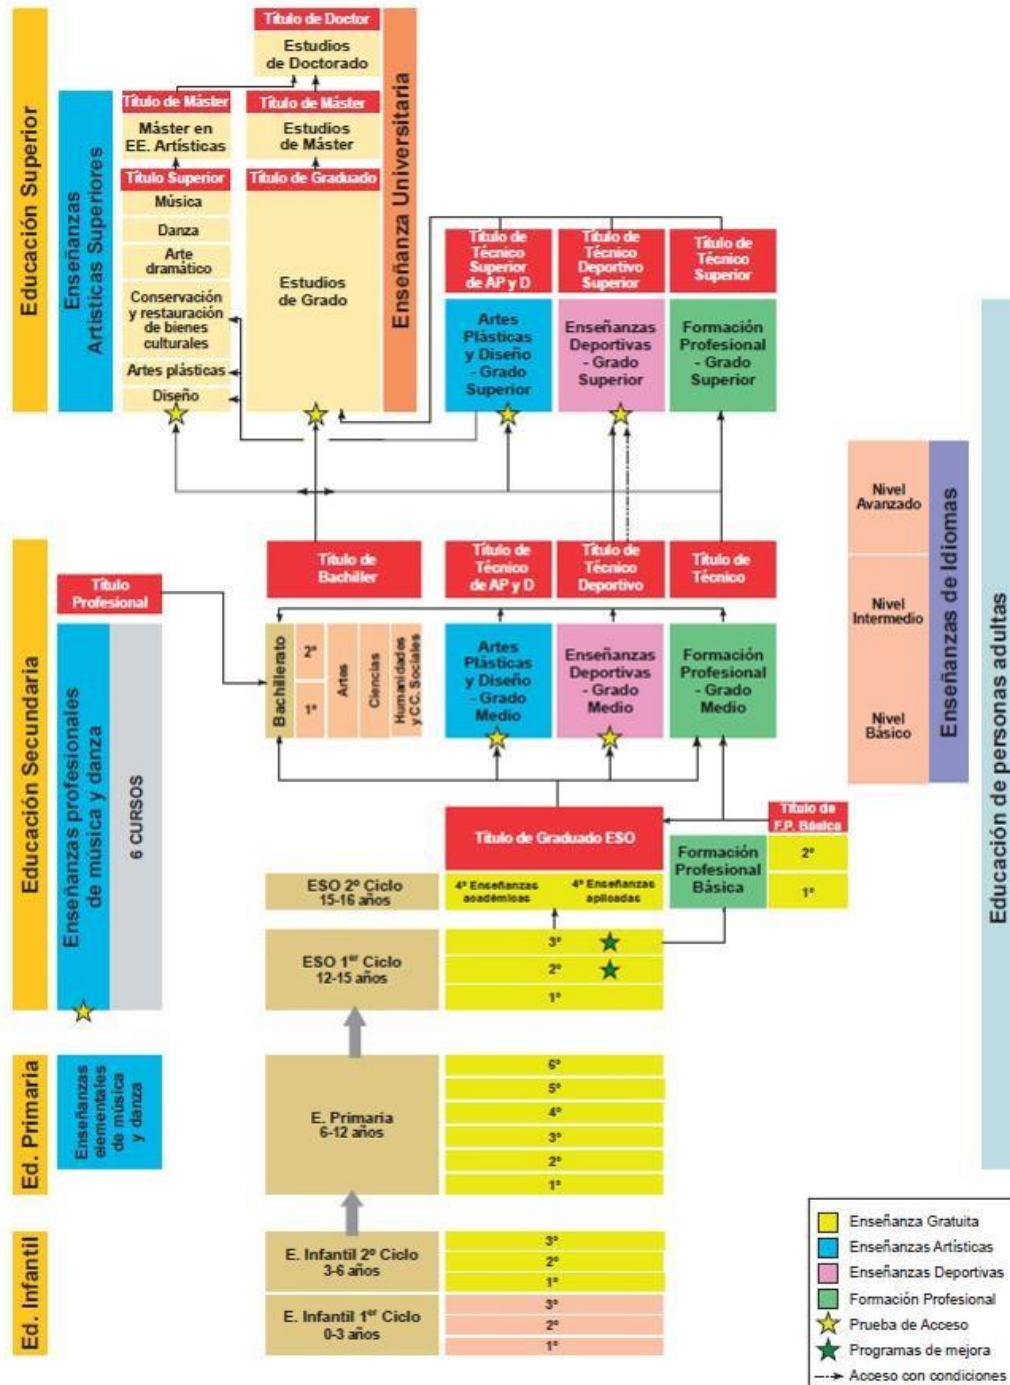 Educación Superior
Enseñanzas
Artísticas Superiores
Título de Doctor
Estudios
de Doctorado
Título de Máster
Máster en
EE. Artísticas
Título Superior
Música
Danza
Arte
dramático
Conservación
y restauración
de bienes
culturales
Artes plásticas
Diseño
Título de Máster
Estudios
de Máster
Título de Graduado
Estudios
de Grado
Enseñanza Universitaria
Título de
Técnico
Superior
de AP y D
Artes
Plásticas
y Diseño
- Grado
Superior
Título de
Técnico
Deportivo
Superior
Enseñanzas
Deportivas
- Grado
Superior
Título de
Técnico
Superior
Formación
Profesional
- Grado
Superior
Educación Secundaria
Título
Profesional
Enseñanzas profesionales
de música y danza
6 CURSOS
Título de
Bachiller
Bachillerato
2º
1º
Artes
Ciencias
Humanidades
y CC. Sociales
Título de
Técnico
de AP y D
Artes
Plásticas
y Diseño
- Grado
Medio
Título de
Técnico
Deportivo
Enseñanzas
Deportivas
- Grado
Medio
Título de
Técnico
Formación
Profesional
- Grado
Medio
Título de Graduado ESO
Título de
F.P. Básica
Formación
Profesional
Básica
2º
1º
ESO 2º Ciclo
15-16 años
4º Enseñanzas
académicas
4º Enseñanzas
aplicadas
ESO 1er Ciclo
12-15 años
3º
2º
1º
Nivel
Avanzado
Nivel
Intermedio
Nivel
Básico
Enseñanzas de Idiomas
Educación de personas adultas
Ed. Primaria
Enseñanzas
elementales
de música
y danza
E. Primaria
6-12 años
6º
5º
4º
3º
2º
1º
Ed. Infantil
E. Infantil 2º Ciclo
3-6 años
3º
2º
1º
E. Infantil 1er Ciclo
0-3 años
3º
2º
1º
Enseñanza Gratuita
Enseñanzas Artísticas
Enseñanzas Deportivas
Formación Profesional
Prueba de Acceso
Programas de mejora
Acceso con condiciones